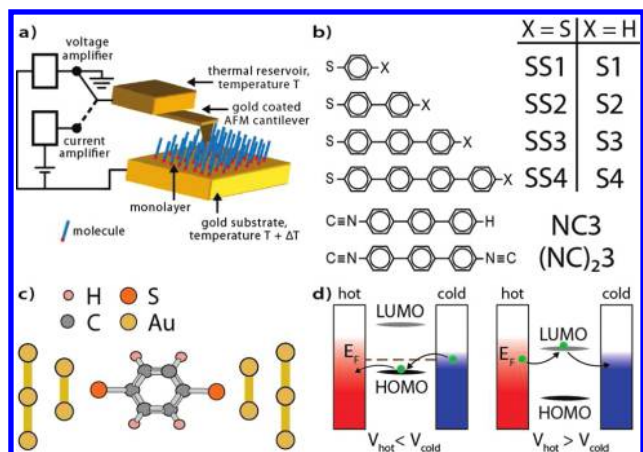 a)
voltage
amplifier
thermal reservoir,
temperature T
gold coated
AFM cantilever
current
amplifier
monolayer
molecule
gold substrate,
temperature T + ΔT
b)
X = S X = H
S X SS1 S1
S X SS2 S2
S X SS3 S3
S X SS4 S4
C≡N H NC3
C≡N N≡C (NC)₂3
c)
H S
C Au
d)
hot cold hot cold
LUMO LUMO
E_F E_F
HOMO HOMO
V_hot < V_cold V_hot > V_cold